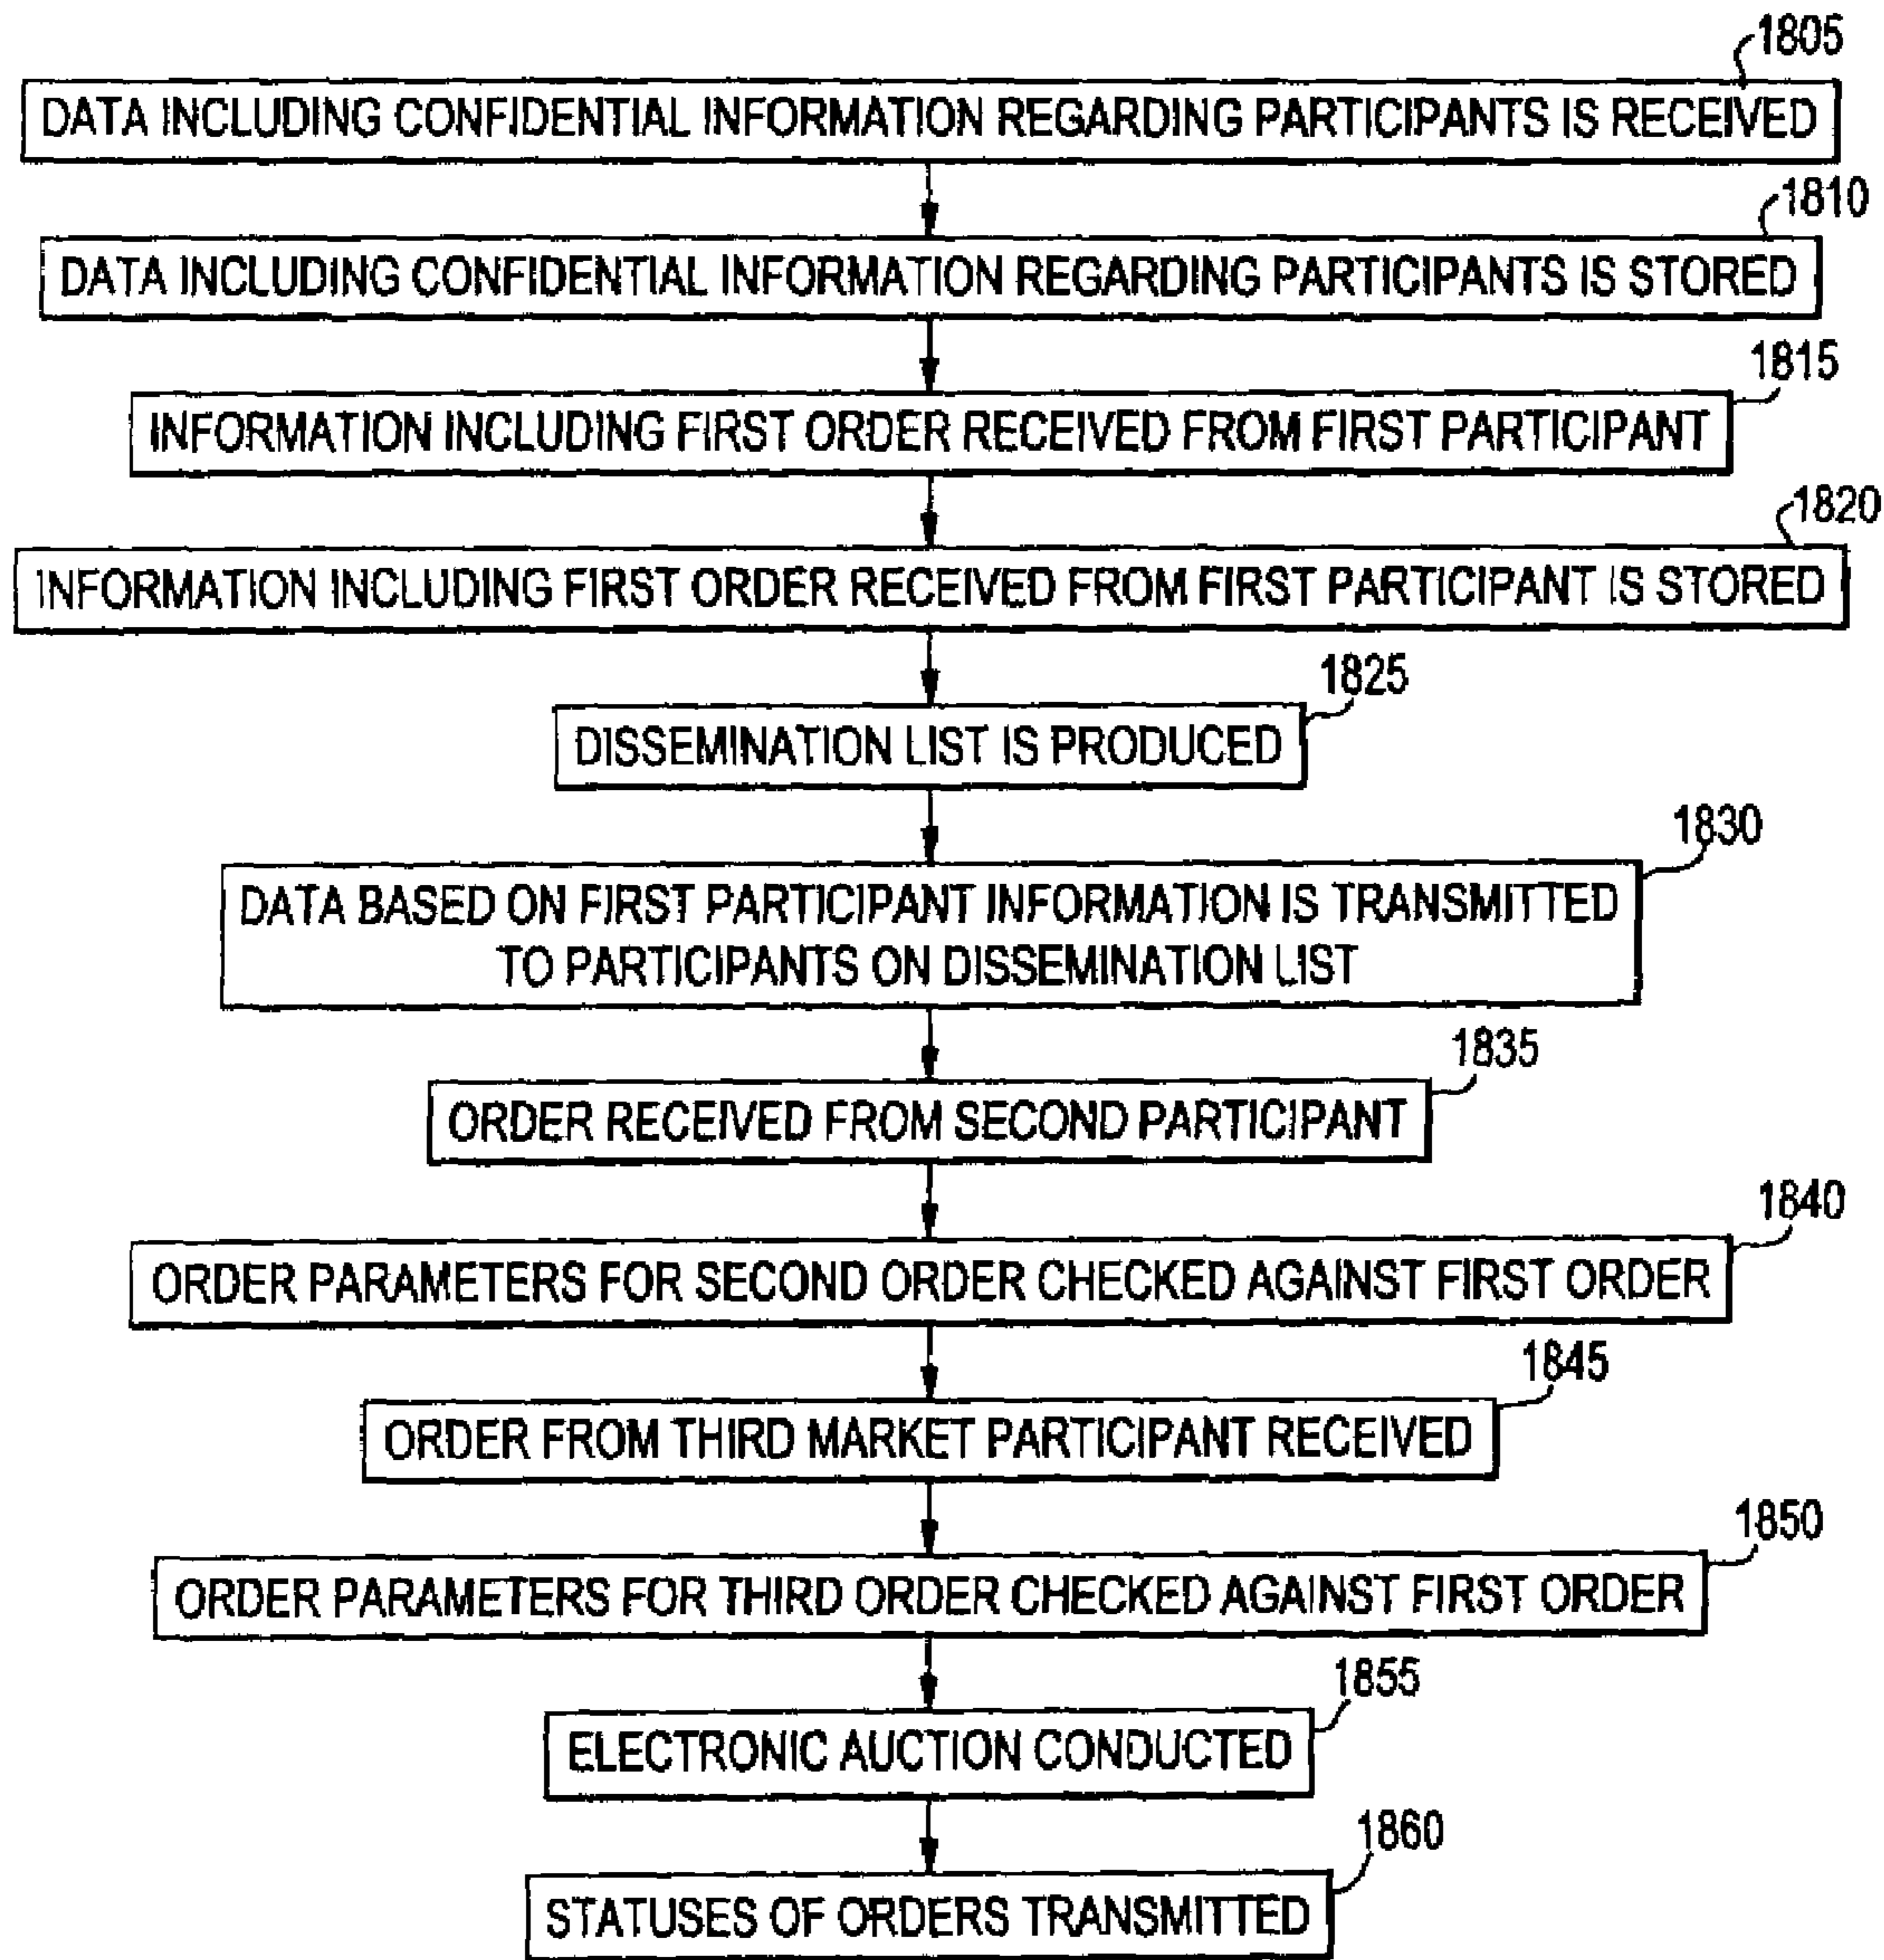 1805
DATA INCLUDING CONFIDENTIAL INFORMATION REGARDING PARTICIPANTS IS RECEIVED
1810
DATA INCLUDING CONFIDENTIAL INFORMATION REGARDING PARTICIPANTS IS STORED
1815
INFORMATION INCLUDING FIRST ORDER RECEIVED FROM FIRST PARTICIPANT
1820
INFORMATION INCLUDING FIRST ORDER RECEIVED FROM FIRST PARTICIPANT IS STORED
1825
DISSEMINATION LIST IS PRODUCED
1830
DATA BASED ON FIRST PARTICIPANT INFORMATION IS TRANSMITTED
TO PARTICIPANTS ON DISSEMINATION LIST
1835
ORDER RECEIVED FROM SECOND PARTICIPANT
1840
ORDER PARAMETERS FOR SECOND ORDER CHECKED AGAINST FIRST ORDER
1845
ORDER FROM THIRD MARKET PARTICIPANT RECEIVED
1850
ORDER PARAMETERS FOR THIRD ORDER CHECKED AGAINST FIRST ORDER
1855
ELECTRONIC AUCTION CONDUCTED
1860
STATUSES OF ORDERS TRANSMITTED